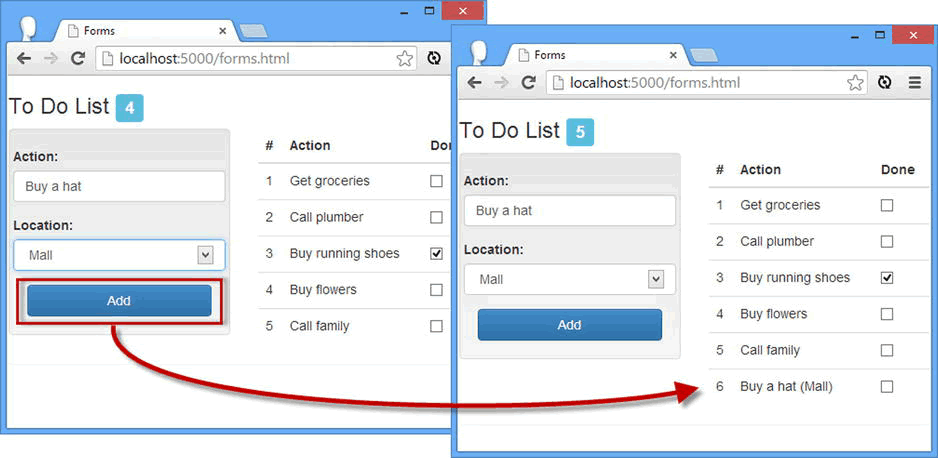 Forms
localhost:5000/forms.html
To Do List 4
Action:
Buy a hat
Location:
Mall
Add
# Action Don
1 Get groceries
2 Call plumber
3 Buy running shoes
4 Buy flowers
5 Call family
Forms
localhost:5000/forms.html
To Do List 5
Action:
Buy a hat
Location:
Mall
Add
# Action Done
1 Get groceries
2 Call plumber
3 Buy running shoes
4 Buy flowers
5 Call family
6 Buy a hat (Mall)